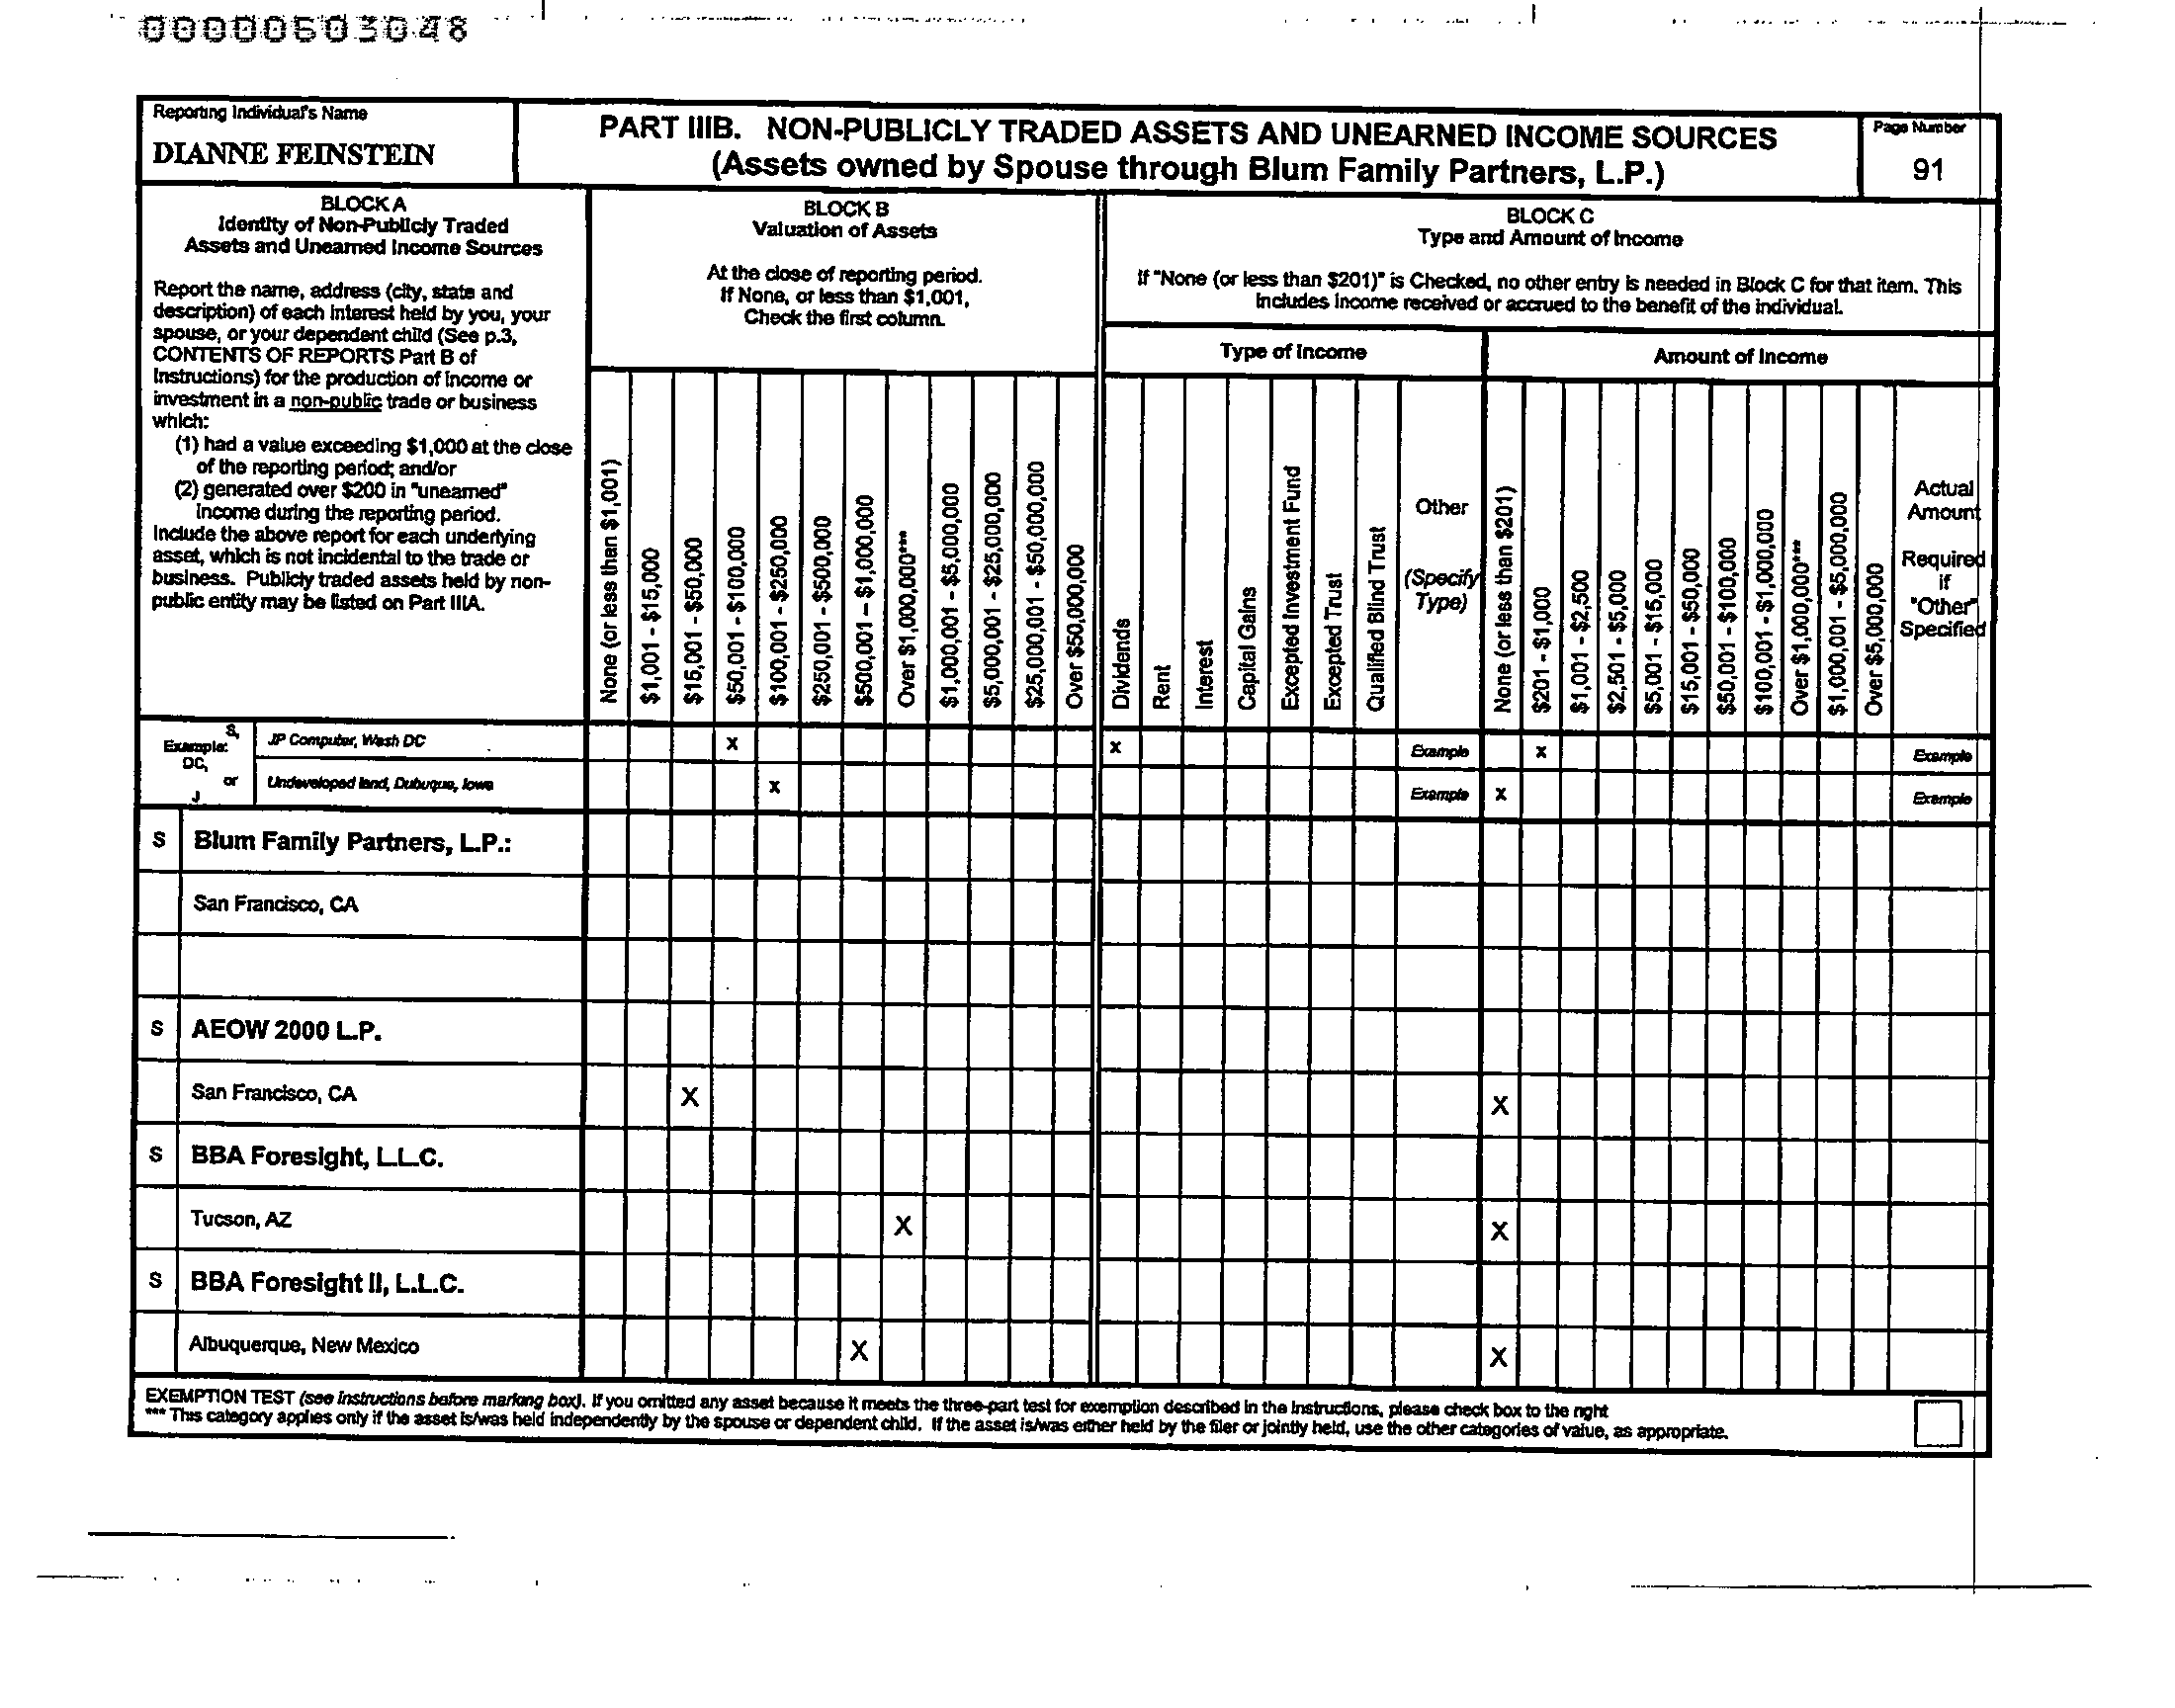 00000603048
Reporting Individual's Name
DIANNE FEINSTEIN
PART IIIB. NON-PUBLICLY TRADED ASSETS AND UNEARNED INCOME SOURCES
(Assets owned by Spouse through Blum Family Partners, L.P.)
Page Number
91
BLOCK A
Identity of Non-Publicly Traded
Assets and Unearned Income Sources
Report the name, address (city, state and
description) of each interest held by you, your
spouse, or your dependent child (See p.3,
CONTENTS OF REPORTS Part B of
Instructions) for the production of income or
investment in a non-public trade or business
which:
(1) had a value exceeding $1,000 at the close
of the reporting period; and/or
(2) generated over $200 in "unearned"
income during the reporting period.
Include the above report for each underlying
asset, which is not incidental to the trade or
business. Publicly traded assets held by non-
public entity may be listed on Part IIIA.
BLOCK B
Valuation of Assets
At the close of reporting period.
If None, or less than $1,001,
Check the first column.
None (or less than $1,001)
$1,001 - $15,000
$15,001 - $50,000
$50,001 - $100,000
$100,001 - $250,000
$250,001 - $500,000
$500,001 - $1,000,000
Over $1,000,000***
$1,000,001 - $5,000,000
$5,000,001 - $25,000,000
$25,000,001 - $50,000,000
Over $50,000,000
BLOCK C
Type and Amount of Income
If "None (or less than $201)" is Checked, no other entry is needed in Block C for that item. This
includes income received or accrued to the benefit of the individual.
Type of Income
Amount of Income
Dividends
Rent
Interest
Capital Gains
Excepted Investment Fund
Excepted Trust
Qualified Blind Trust
Other
(Specify
Type)
None (or less than $201)
$201 - $1,000
$1,001 - $2,500
$2,501 - $5,000
$5,001 - $15,000
$15,001 - $50,000
$50,001 - $100,000
$100,001 - $1,000,000
Over $1,000,000***
$1,000,001 - $5,000,000
Over $5,000,000
Actual
Amount
Required
if
"Other"
Specified
Example: S,
DC,
or
J
JP Computer, Wash DC x x Example x Example
Undeveloped land, Dubuque, Iowa x Example x Example
S Blum Family Partners, L.P.:
San Francisco, CA
S AEOW 2000 L.P.
San Francisco, CA X X
S BBA Foresight, L.L.C.
Tucson, AZ X X
S BBA Foresight II, L.L.C.
Albuquerque, New Mexico X X
EXEMPTION TEST (see instructions before marking box). If you omitted any asset because it meets the three-part test for exemption described in the instructions, please check box to the right
*** This category applies only if the asset is/was held independently by the spouse or dependent child. If the asset is/was either held by the filer or jointly held, use the other categories of value, as appropriate.